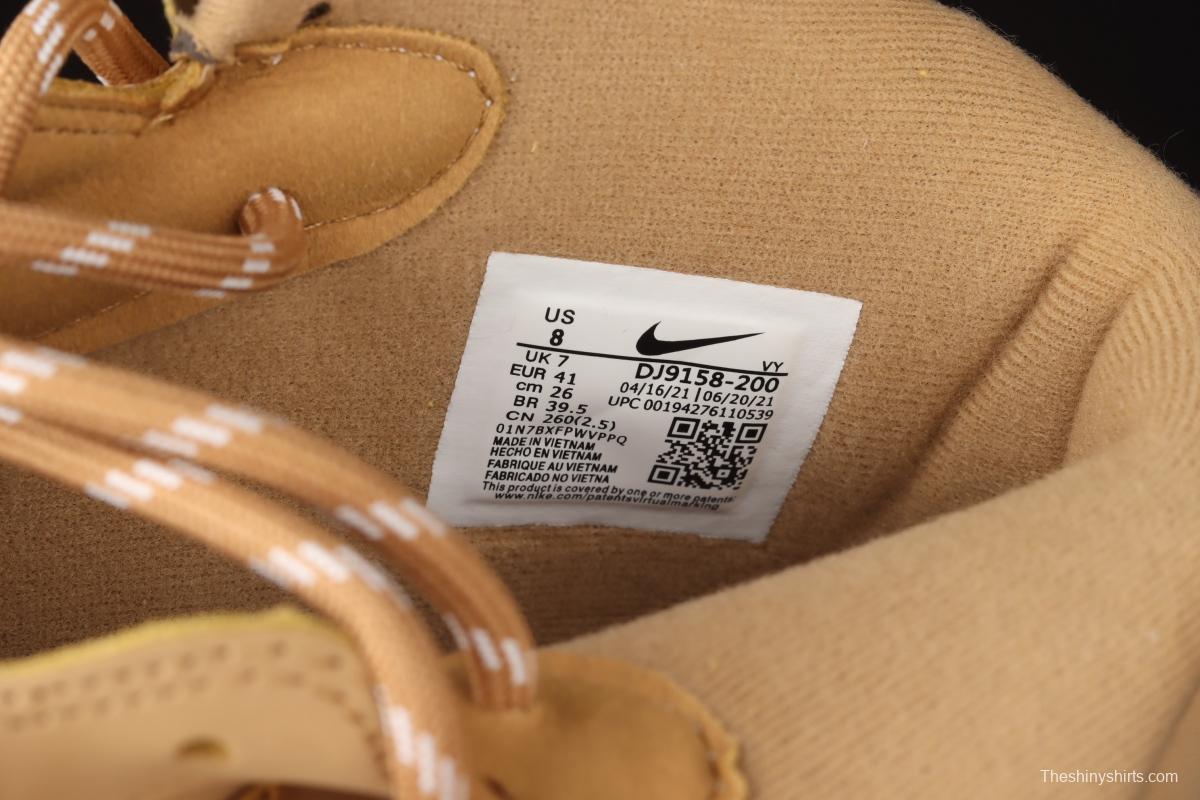 US
8
VY
UK 7
DJ9158-200
EUR 41
04/16/21 | 06/20/21
cm 26
UPC 00194276110539
BR 39.5
CN 260(2.5)
01N7BXFPWVPPQ
MADE IN VIETNAM
HECHO EN VIETNAM
FABRIQUE AU VIETNAM
FABRICADO NO VIETNA
This product is covered by one or more patents
www.nike.com/patentsvirtualmarking
Theshinyshirts.com